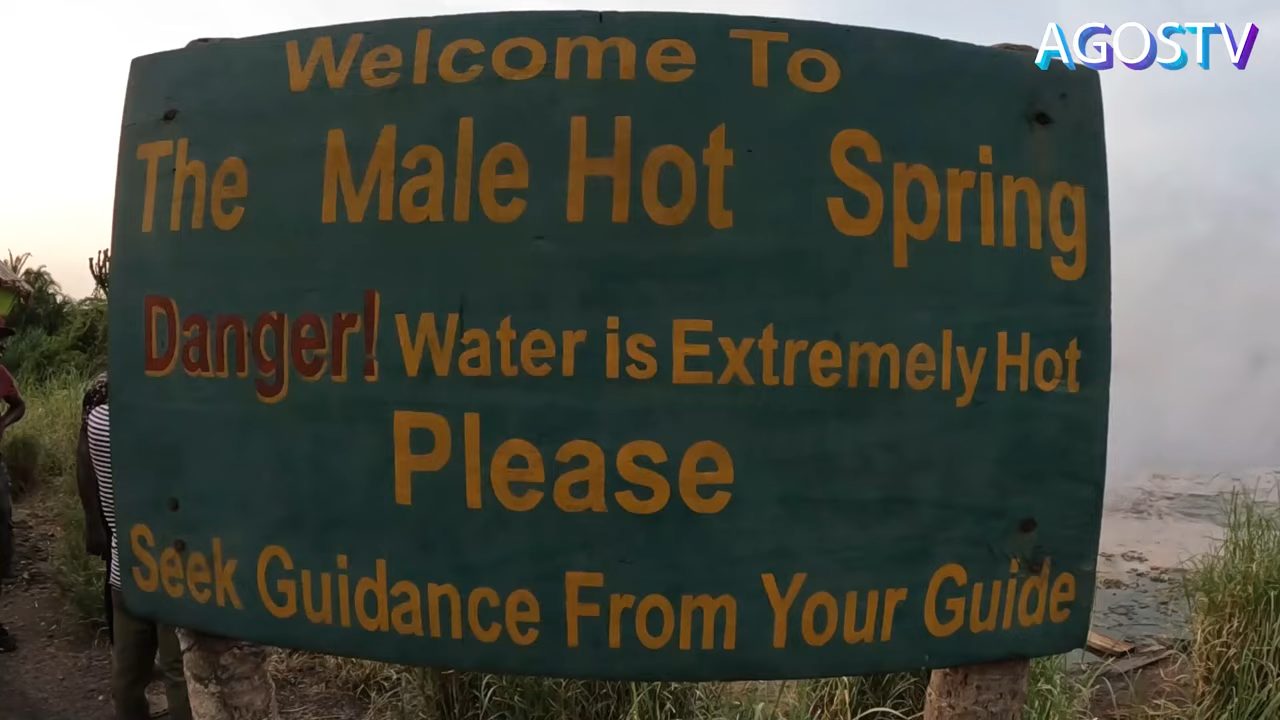 AGOSTV
Welcome To
The Male Hot Spring
Danger! Water is Extremely Hot
Please
Seek Guidance From Your Guide